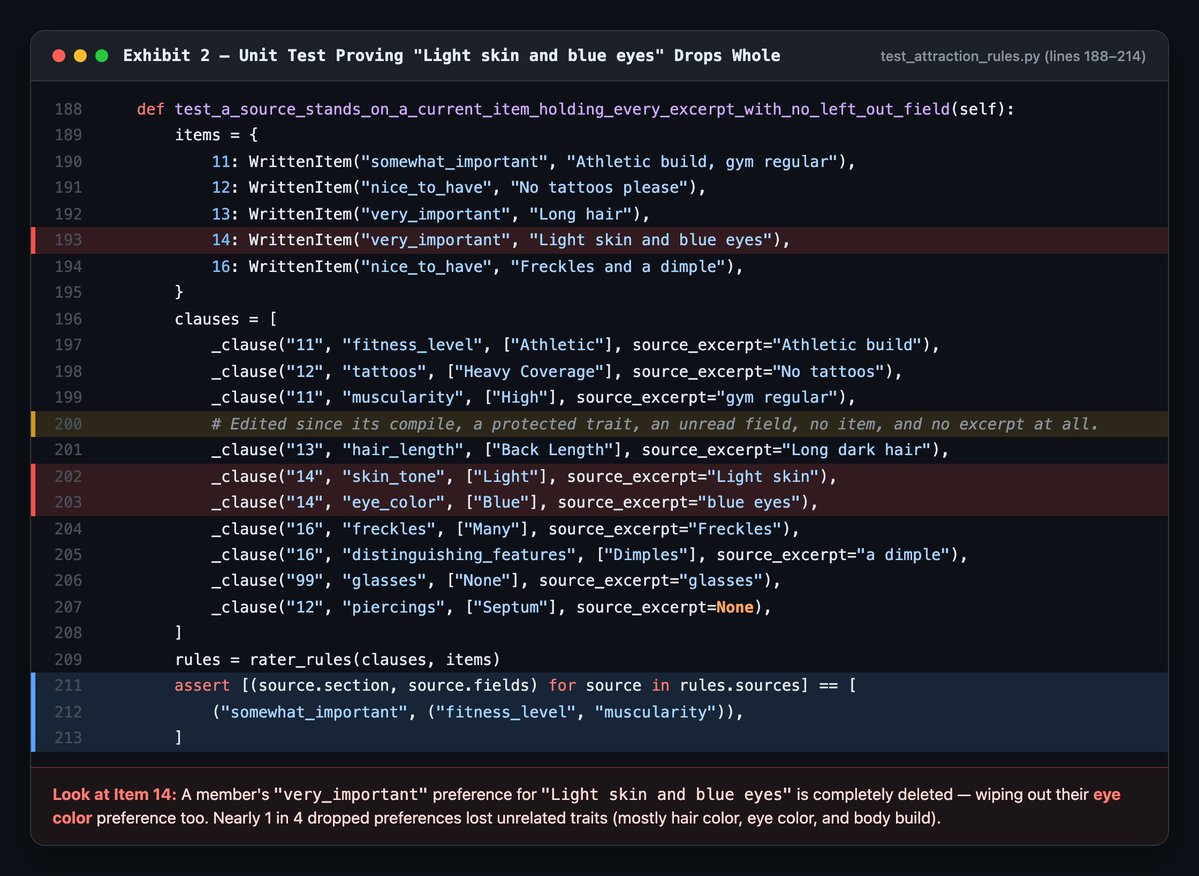 Exhibit 2 — Unit Test Proving "Light skin and blue eyes" Drops Whole
test_attraction_rules.py (lines 188–214)
188 def test_a_source_stands_on_a_current_item_holding_every_excerpt_with_no_left_out_field(self):
189 items = {
190 11: WrittenItem("somewhat_important", "Athletic build, gym regular"),
191 12: WrittenItem("nice_to_have", "No tattoos please"),
192 13: WrittenItem("very_important", "Long hair"),
193 14: WrittenItem("very_important", "Light skin and blue eyes"),
194 16: WrittenItem("nice_to_have", "Freckles and a dimple"),
195 }
196 clauses = [
197 _clause("11", "fitness_level", ["Athletic"], source_excerpt="Athletic build"),
198 _clause("12", "tattoos", ["Heavy Coverage"], source_excerpt="No tattoos"),
199 _clause("11", "muscularity", ["High"], source_excerpt="gym regular"),
200 # Edited since its compile, a protected trait, an unread field, no item, and no excerpt at all.
201 _clause("13", "hair_length", ["Back Length"], source_excerpt="Long dark hair"),
202 _clause("14", "skin_tone", ["Light"], source_excerpt="Light skin"),
203 _clause("14", "eye_color", ["Blue"], source_excerpt="blue eyes"),
204 _clause("16", "freckles", ["Many"], source_excerpt="Freckles"),
205 _clause("16", "distinguishing_features", ["Dimples"], source_excerpt="a dimple"),
206 _clause("99", "glasses", ["None"], source_excerpt="glasses"),
207 _clause("12", "piercings", ["Septum"], source_excerpt=None),
208 ]
209 rules = rater_rules(clauses, items)
211 assert [(source.section, source.fields) for source in rules.sources] == [
212 ("somewhat_important", ("fitness_level", "muscularity")),
213 ]
Look at Item 14: A member's "very_important" preference for "Light skin and blue eyes" is completely deleted — wiping out their eye
color preference too. Nearly 1 in 4 dropped preferences lost unrelated traits (mostly hair color, eye color, and body build).